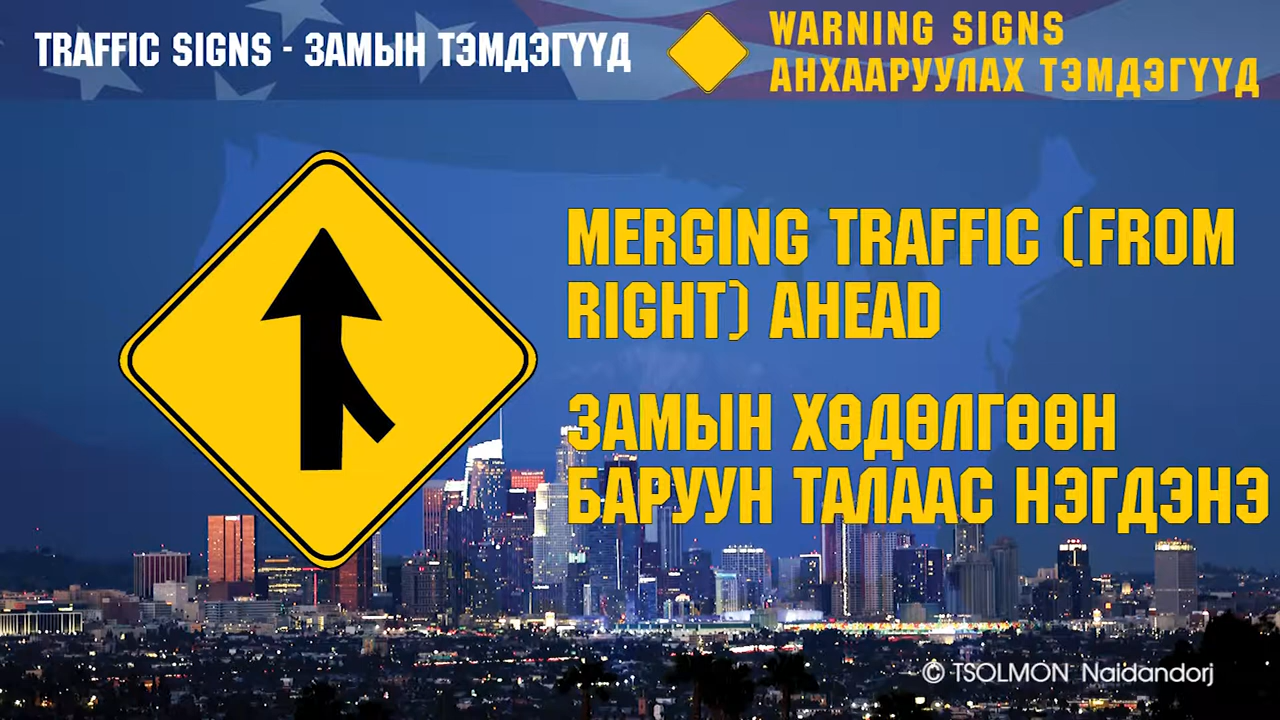 TRAFFIC SIGNS - ЗАМЫН ТЭМДЭГҮҮД
WARNING SIGNS
АНХААРУУЛАХ ТЭМДЭГҮҮД
MERGING TRAFFIC (FROM
RIGHT) AHEAD
ЗАМЫН ХӨДӨЛГӨӨН
БАРУУН ТАЛААС НЭГДЭНЭ
© TSOLMON Naidandorj